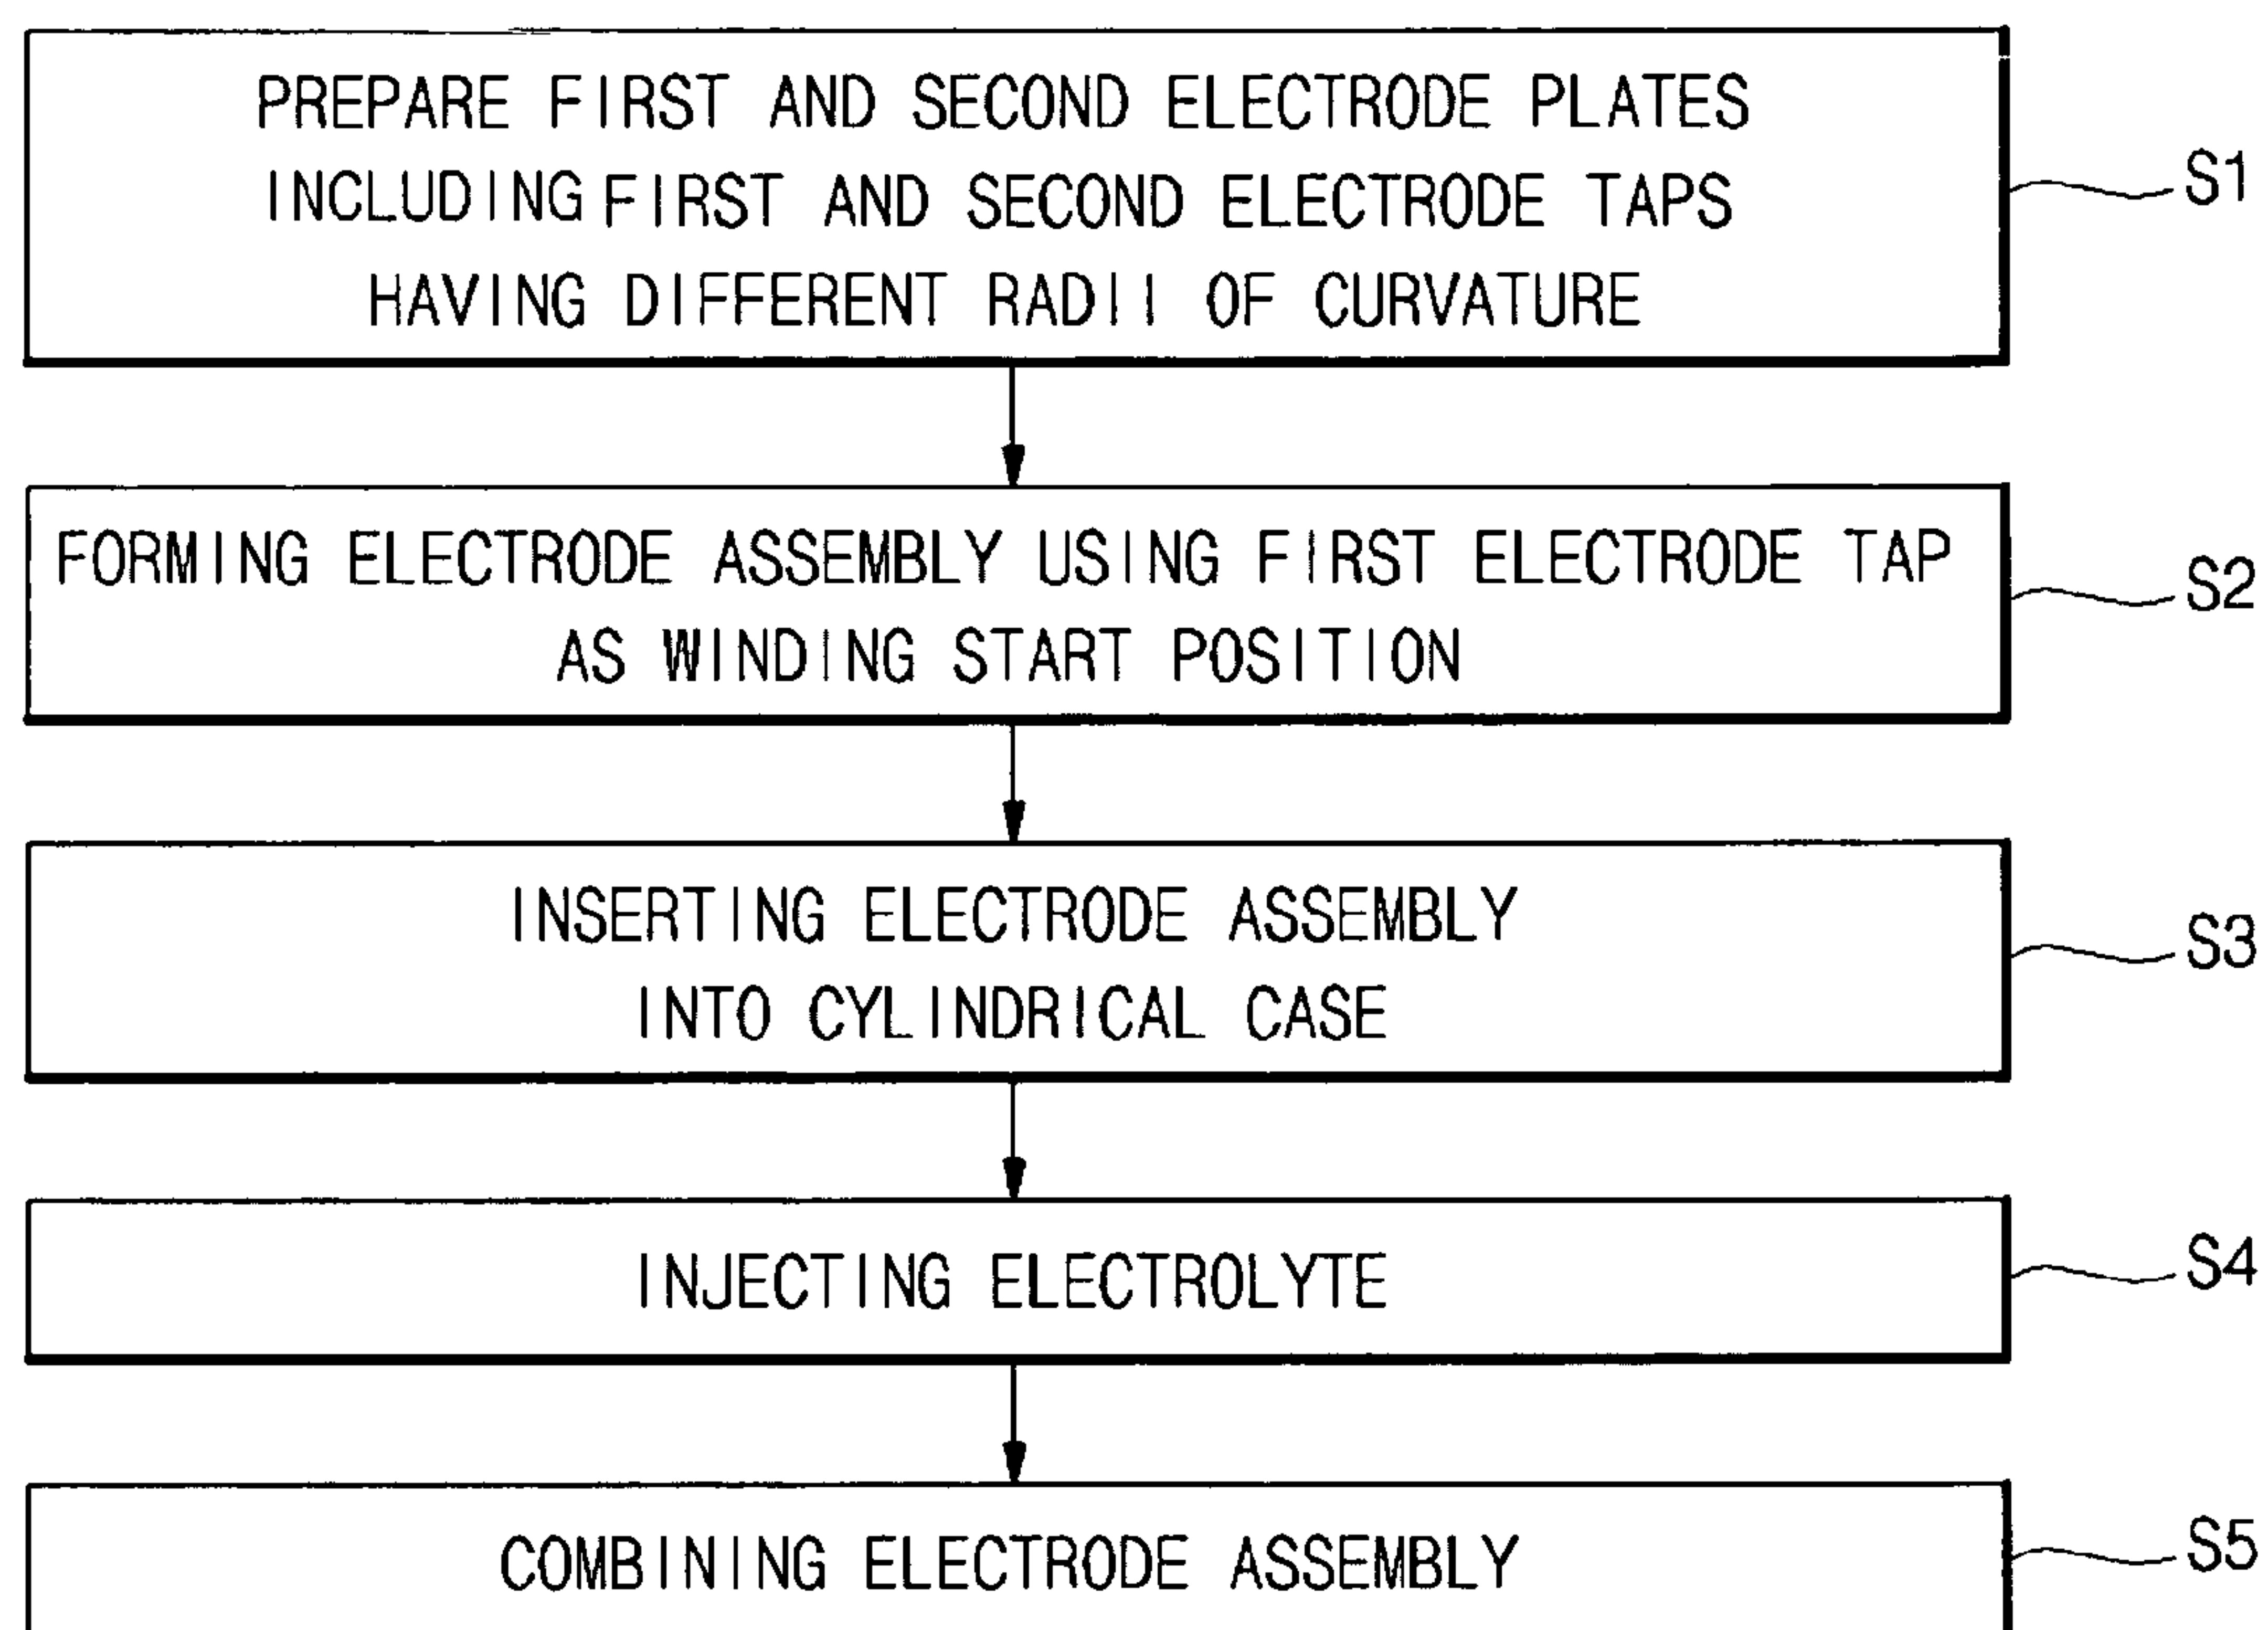 PREPARE FIRST AND SECOND ELECTRODE PLATES
INCLUDING FIRST AND SECOND ELECTRODE TAPS
HAVING DIFFERENT RADII OF CURVATURE
S1
FORMING ELECTRODE ASSEMBLY USING FIRST ELECTRODE TAP
AS WINDING START POSITION
S2
INSERTING ELECTRODE ASSEMBLY
INTO CYLINDRICAL CASE
S3
INJECTING ELECTROLYTE
S4
COMBINING ELECTRODE ASSEMBLY
S5